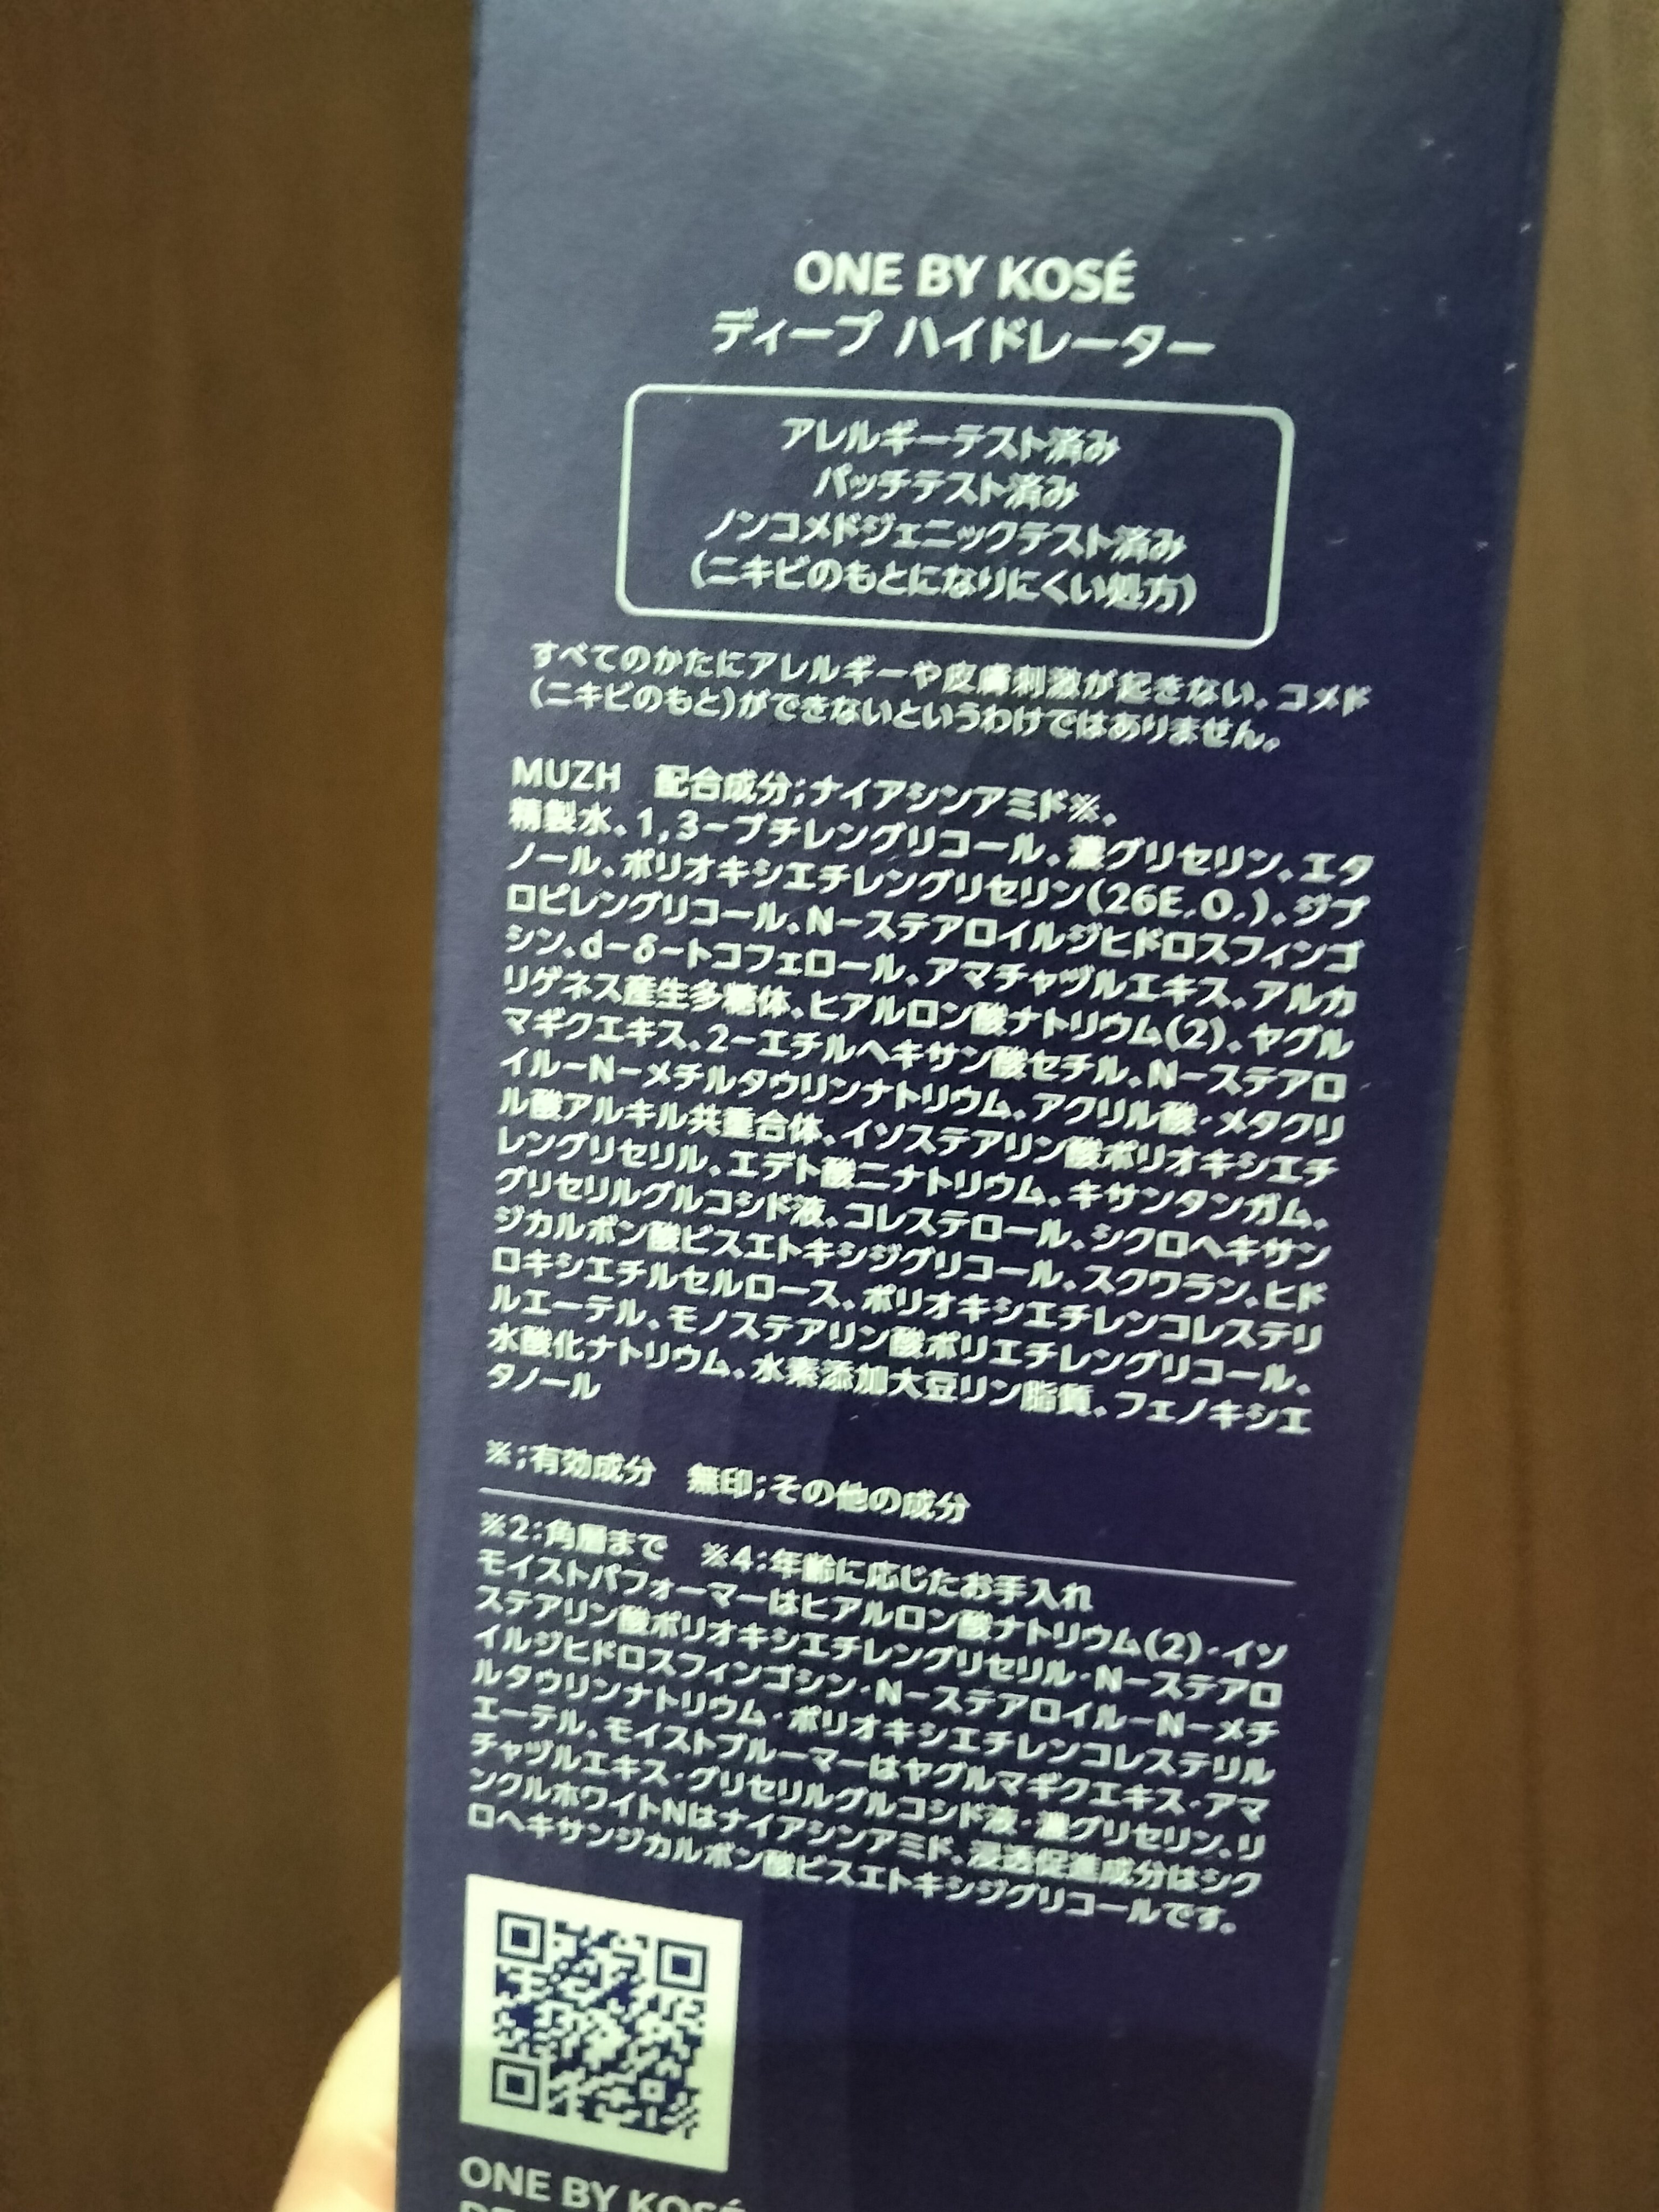 ONE BY KOSÉ
ディープ ハイドレーター
アレルギーテスト済み
パッチテスト済み
ノンコメドジェニックテスト済み
(ニキビのもとになりにくい処方)
すべてのかたにアレルギーや皮膚刺激が起きない、コメド
(ニキビのもと)ができないというわけではありません。
MUZH 配合成分;ナイアシンアミド※、
精製水、1,3-ブチレングリコール、濃グリセリン、エタ
ノール、ポリオキシエチレングリセリン(26E.O.)、ジプ
ロピレングリコール、N-ステアロイルジヒドロスフィンゴ
シン、d-δ-トコフェロール、アマチャヅルエキス、アルカ
リゲネス産生多糖体、ヒアルロン酸ナトリウム(2)、ヤグル
マギクエキス、2-エチルヘキサン酸セチル、N-ステアロ
イル-N-メチルタウリンナトリウム、アクリル酸・メタクリ
ル酸アルキル共重合体、イソステアリン酸ポリオキシエチ
レングリセリル、エデト酸二ナトリウム、キサンタンガム、
グリセリルグルコシド液、コレステロール、シクロヘキサン
ジカルボン酸ビスエトキシジグリコール、スクワラン、ヒド
ロキシエチルセルロース、ポリオキシエチレンコレステリ
ルエーテル、モノステアリン酸ポリエチレングリコール、
水酸化ナトリウム、水素添加大豆リン脂質、フェノキシエ
タノール
※;有効成分 無印;その他の成分
※2:角層まで ※4:年齢に応じたお手入れ
モイストパフォーマーはヒアルロン酸ナトリウム(2)・イソ
ステアリン酸ポリオキシエチレングリセリル・N-ステアロ
イルジヒドロスフィンゴシン・N-ステアロイル-N-メチ
ルタウリンナトリウム・ポリオキシエチレンコレステリル
エーテル、モイストブルーマーはヤグルマギクエキス・アマ
チャヅルエキス・グリセリルグルコシド液・濃グリセリン、リ
ンクルホワイトNはナイアシンアミド、浸透促進成分はシク
ロヘキサンジカルボン酸ビスエトキシジグリコールです。
ONE BY KOSÉ